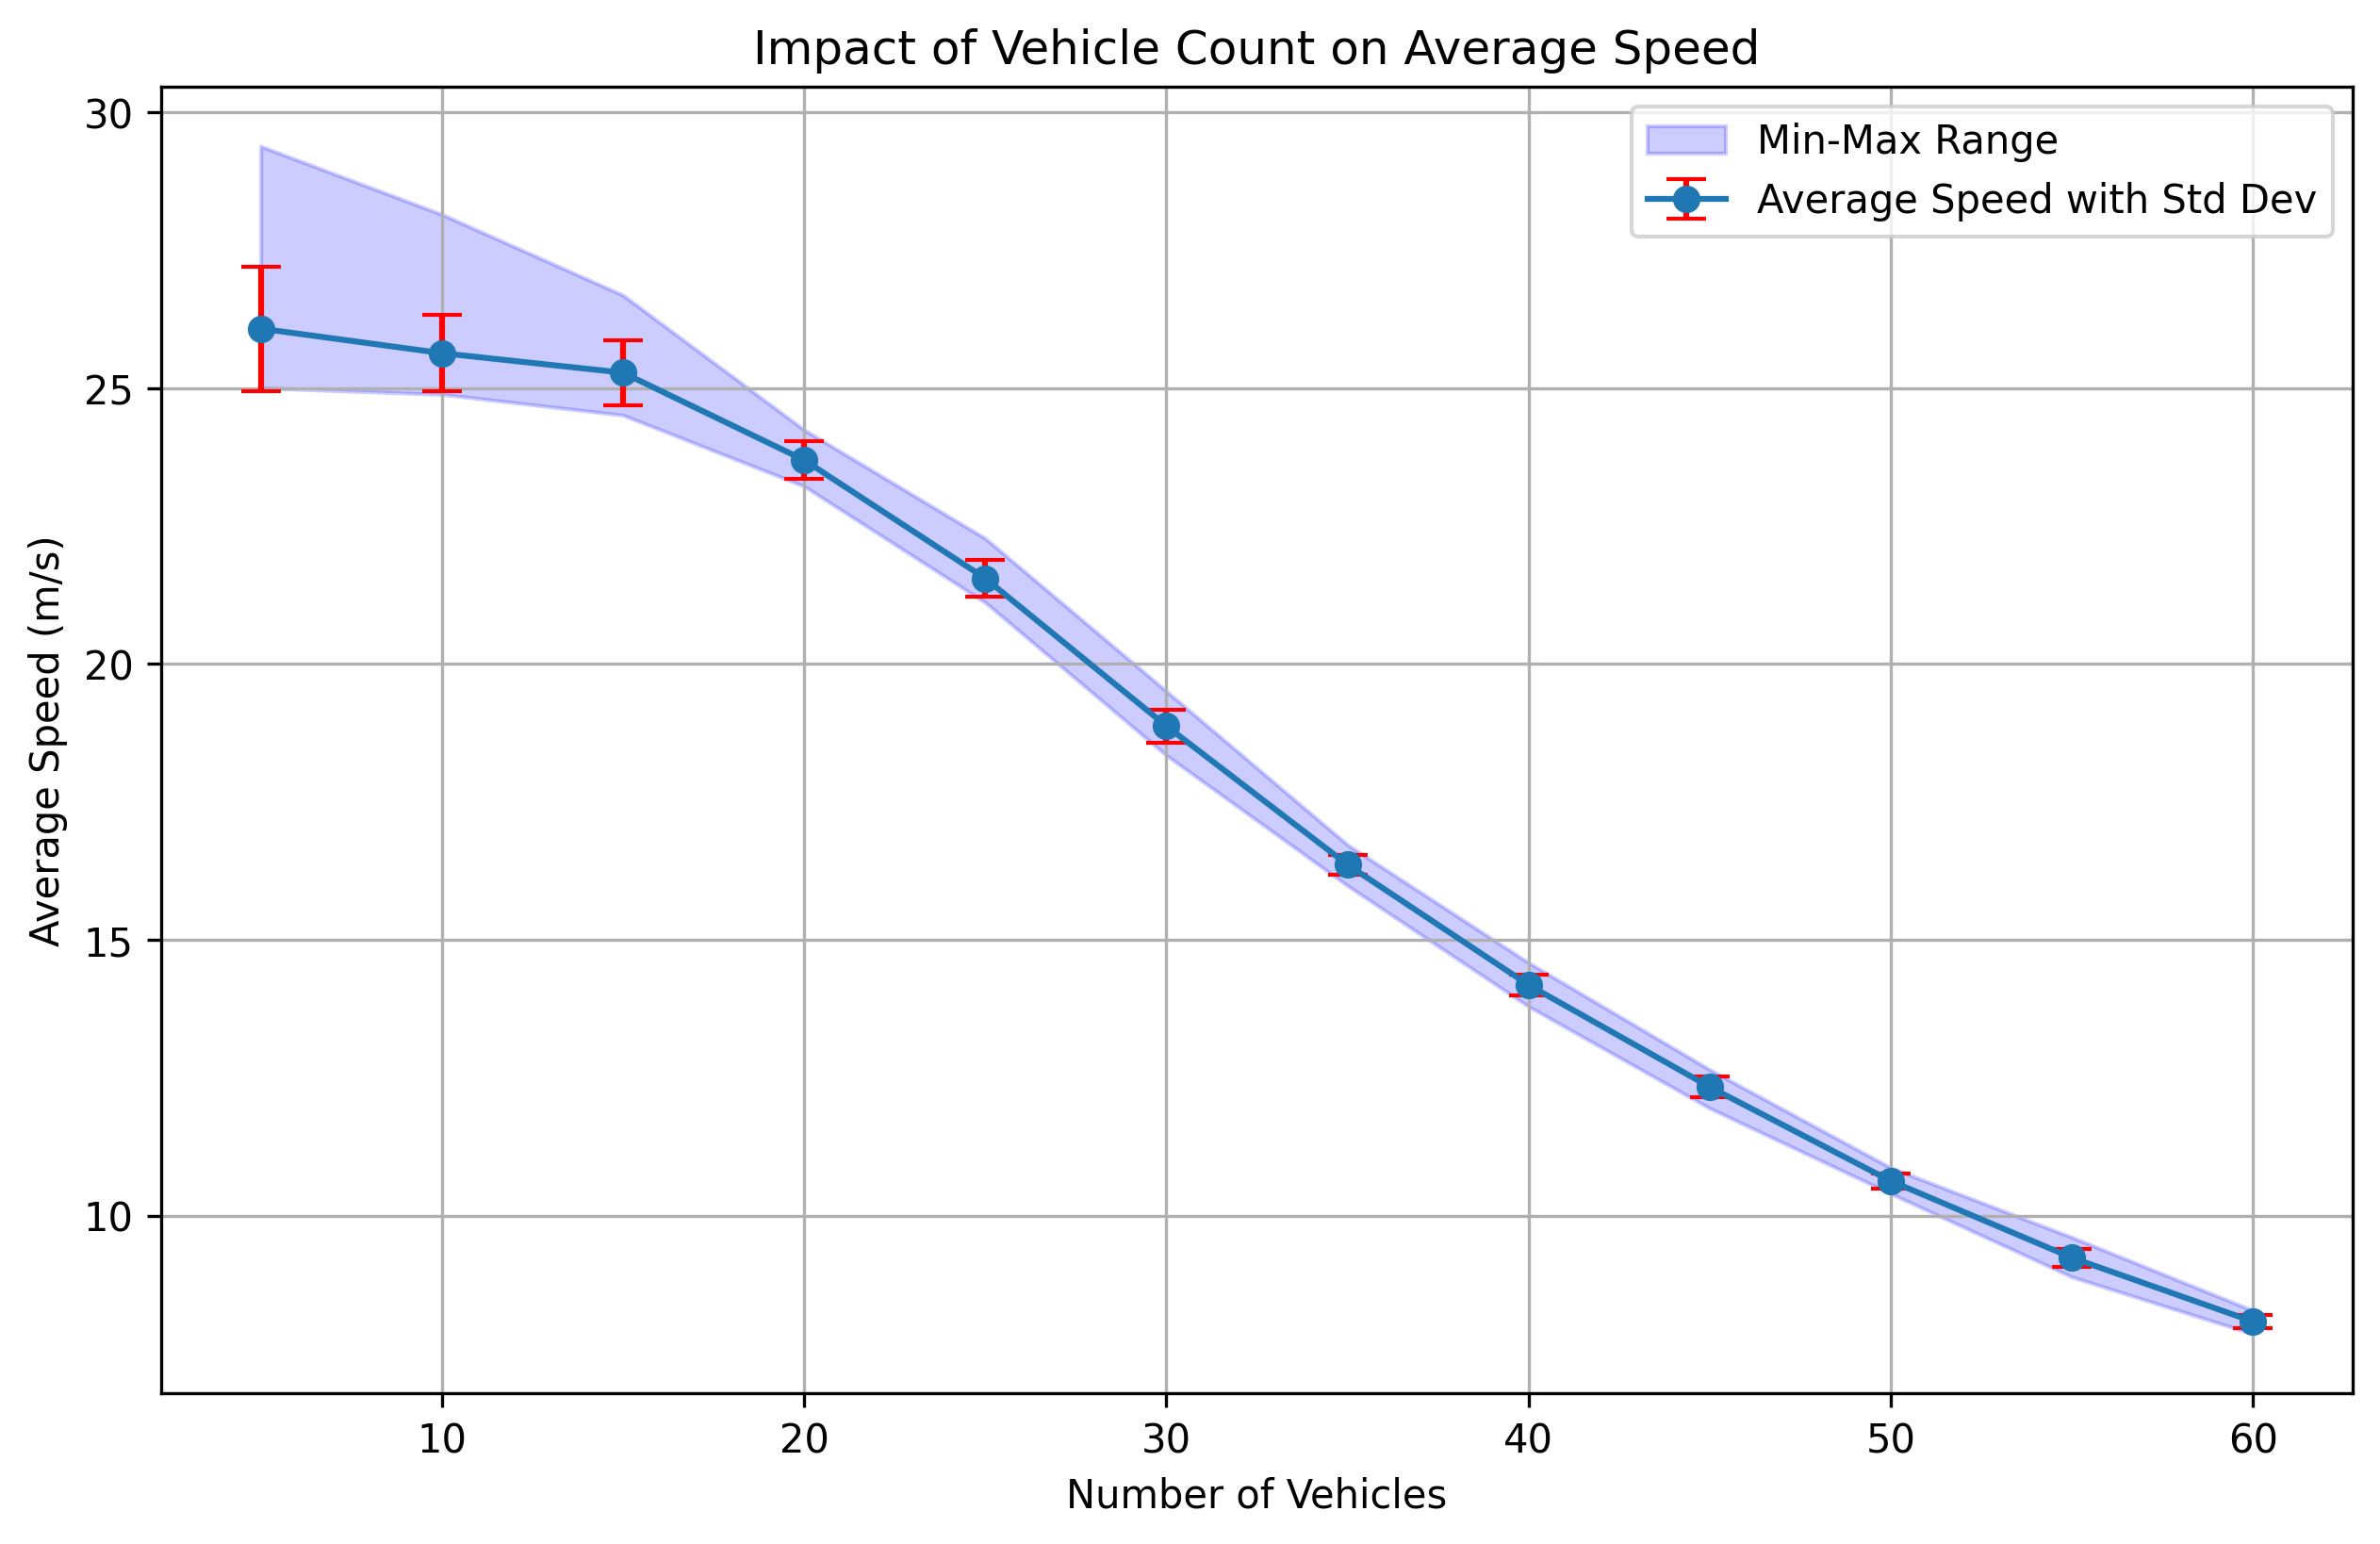 Impact of Vehicle Count on Average Speed
30
25
20
15
10
Average Speed (m/s)
Min-Max Range
Average Speed with Std Dev
10 20 30 40 50 60
Number of Vehicles